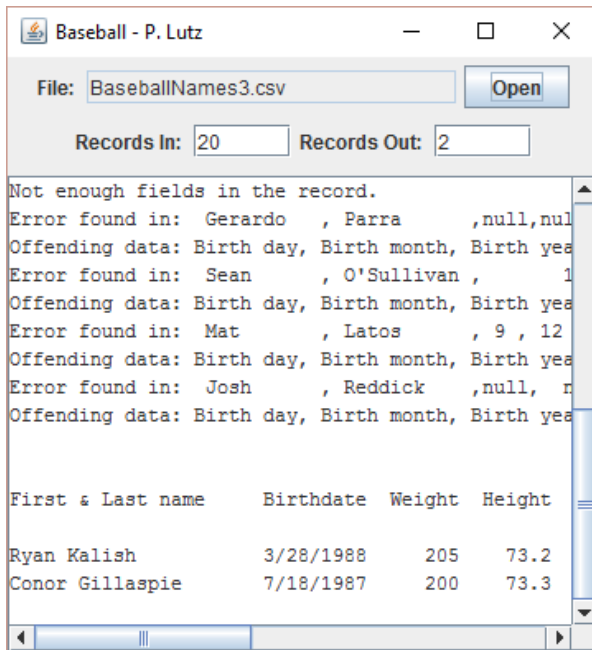 Baseball - P. Lutz
File: BaseballNames3.csv Open
Records In: 20 Records Out: 2
Not enough fields in the record.
Error found in:  Gerardo   , Parra      ,null,nul
Offending data: Birth day, Birth month, Birth yea
Error found in:  Sean      , O'Sullivan ,       1
Offending data: Birth day, Birth month, Birth yea
Error found in:  Mat       , Latos      , 9 , 12
Offending data: Birth day, Birth month, Birth yea
Error found in:  Josh      , Reddick    ,null,  n
Offending data: Birth day, Birth month, Birth yea
First & Last name     Birthdate  Weight   Height
Ryan Kalish           3/28/1988     205    73.2
Conor Gillaspie       7/18/1987     200    73.3